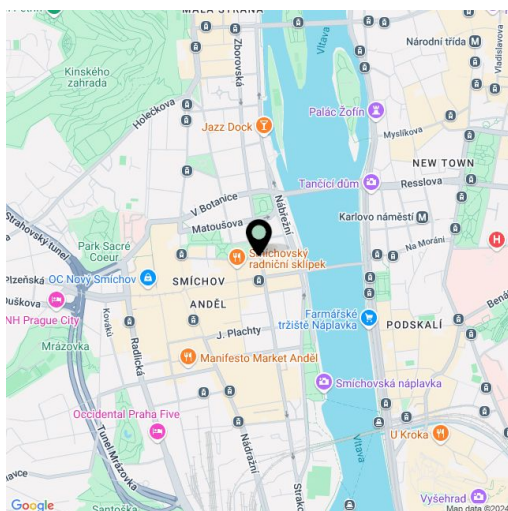 MALÁ STRANA
Zborovská
Vltava
Národní třída M
Vladislavova
Kinského
zahrada
Holečkova
Palác Žofín
Jazz Dock
Myslíkova
NEW TOWN
Tančící dům
Resslova
V Botanice
Nábřežní
Matoušova
Karlovo náměstí M
Strahovský tunel
Na Moráni
H
Park Sacré
Coeur
Smíchovský
radniční sklípek
Plzeňská
OC Nový Smíchov
SMÍCHOV
NH Prague City
Kováků
ANDĚL
Farmářské
tržiště Náplavka
PODSKALÍ
Mrázovka
Radlická
J. Plachty
Manifesto Market Anděl
Smíchovská náplavka
Occidental Praha Five
U Kroka
Tunel Mrázovka
Nádražní
Vltava
Vyšehrad
Google
Santoška
Map data ©2024